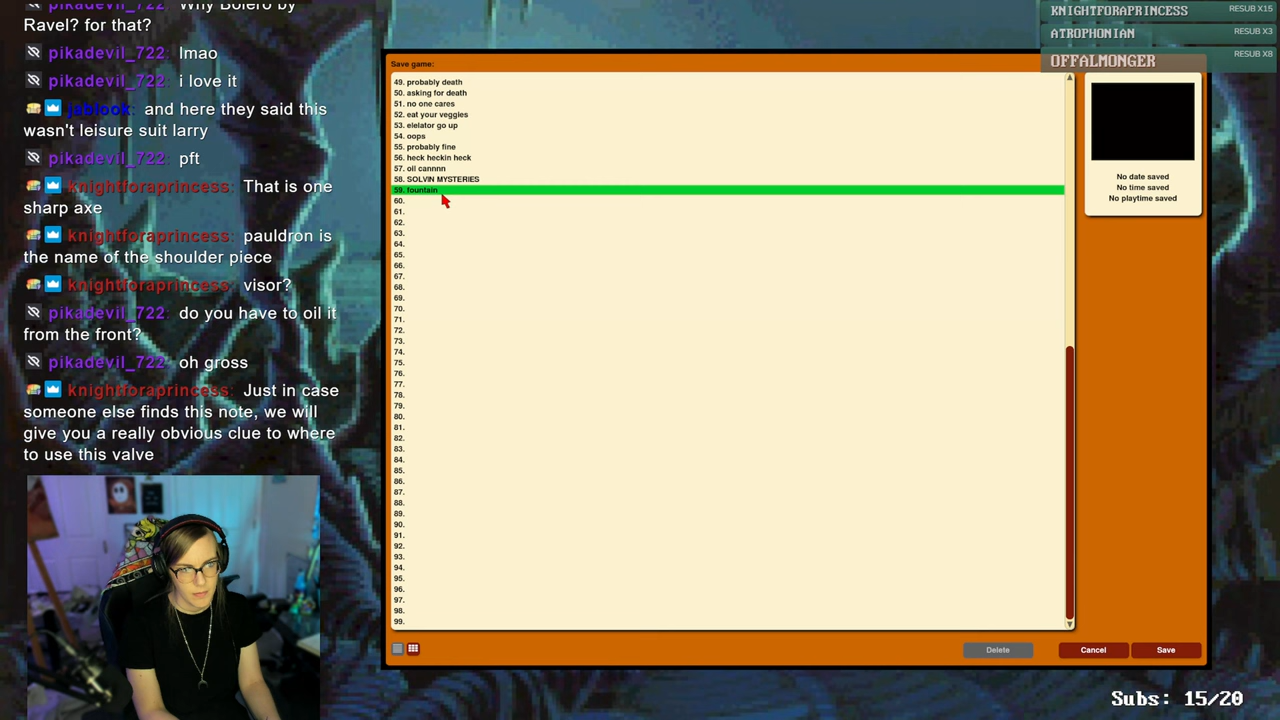 pikadevil_722: Why Bolero by
Ravel? for that?
pikadevil_722: lmao
pikadevil_722: i love it
jablook: and here they said this
wasn't leisure suit larry
pikadevil_722: pft
knightforaprincess: That is one
sharp axe
knightforaprincess: pauldron is
the name of the shoulder piece
knightforaprincess: visor?
pikadevil_722: do you have to oil it
from the front?
pikadevil_722: oh gross
knightforaprincess: Just in case
someone else finds this note, we will
give you a really obvious clue to where
to use this valve
Save game:
49. probably death
50. asking for death
51. no one cares
52. eat your veggies
53. elelator go up
54. oops
55. probably fine
56. heck heckin heck
57. oil cannnn
58. SOLVIN MYSTERIES
59. fountain
60.
61.
62.
63.
64.
65.
66.
67.
68.
69.
70.
71.
72.
73.
74.
75.
76.
77.
78.
79.
80.
81.
82.
83.
84.
85.
86.
87.
88.
89.
90.
91.
92.
93.
94.
95.
96.
97.
98.
99.
Delete
Cancel
Save
KNIGHTFORAPRINCESS RESUB X15
ATROPHONIAN RESUB X3
OFFALMONGER RESUB X8
No date saved
No time saved
No playtime saved
Subs: 15/20